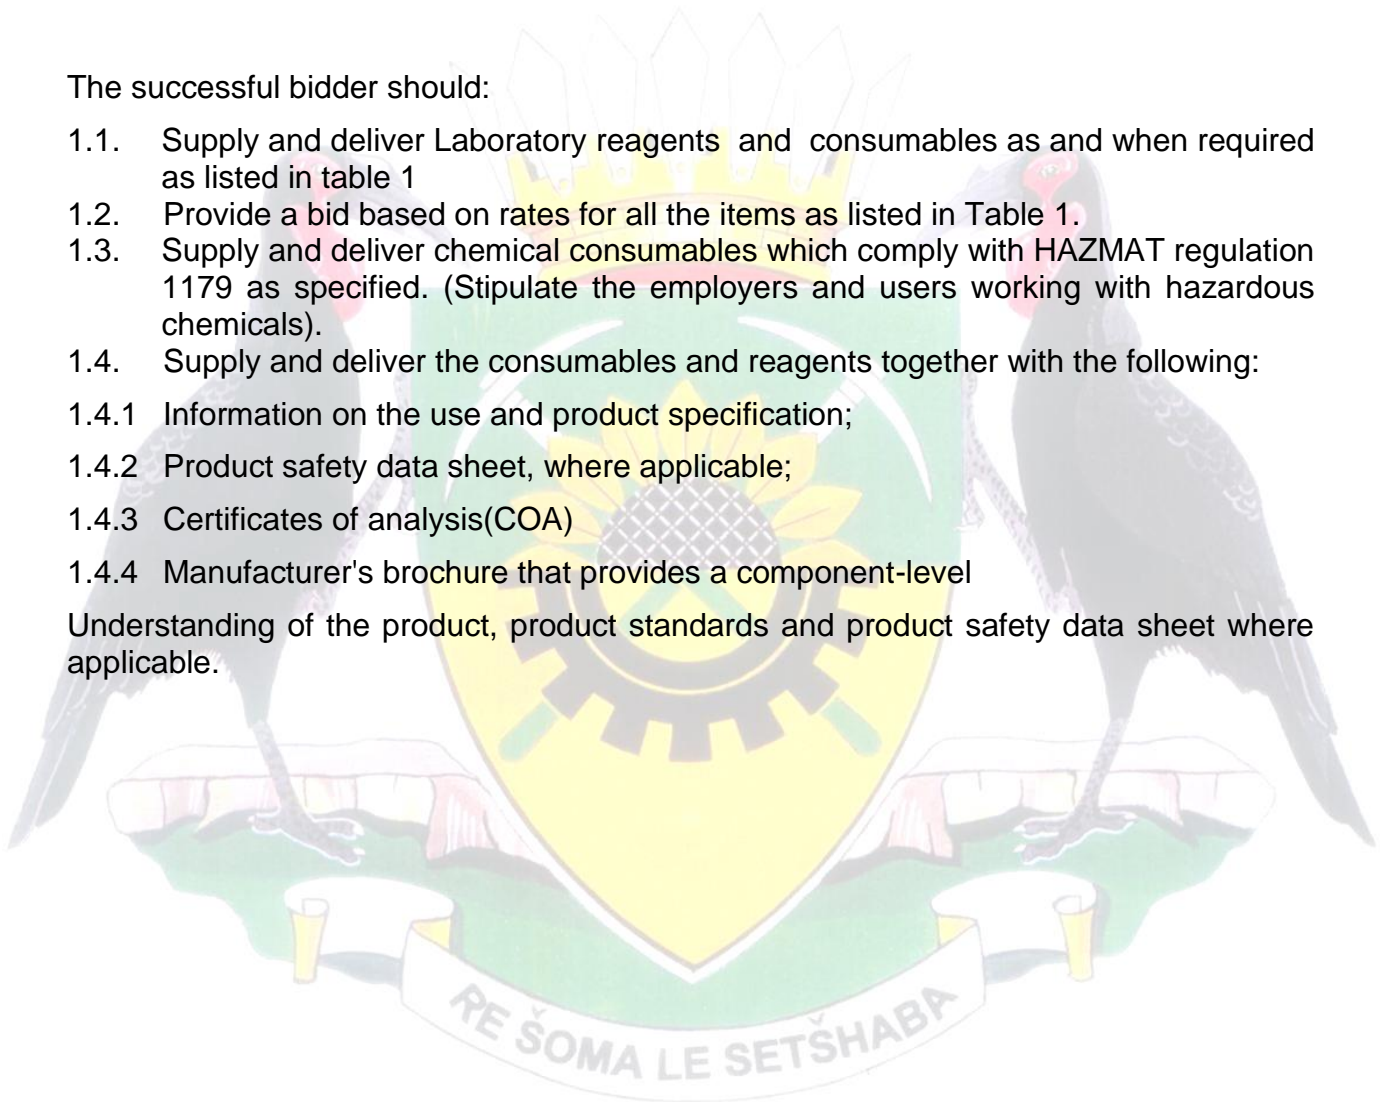 The successful bidder should:
1.1. Supply and deliver Laboratory reagents and consumables as and when required
as listed in table 1
1.2. Provide a bid based on rates for all the items as listed in Table 1.
1.3. Supply and deliver chemical consumables which comply with HAZMAT regulation
1179 as specified. (Stipulate the employers and users working with hazardous
chemicals).
1.4. Supply and deliver the consumables and reagents together with the following:
1.4.1 Information on the use and product specification;
1.4.2 Product safety data sheet, where applicable;
1.4.3 Certificates of analysis(COA)
1.4.4 Manufacturer's brochure that provides a component-level
Understanding of the product, product standards and product safety data sheet where
applicable.
RE ŠOMA LE SETŠHABA